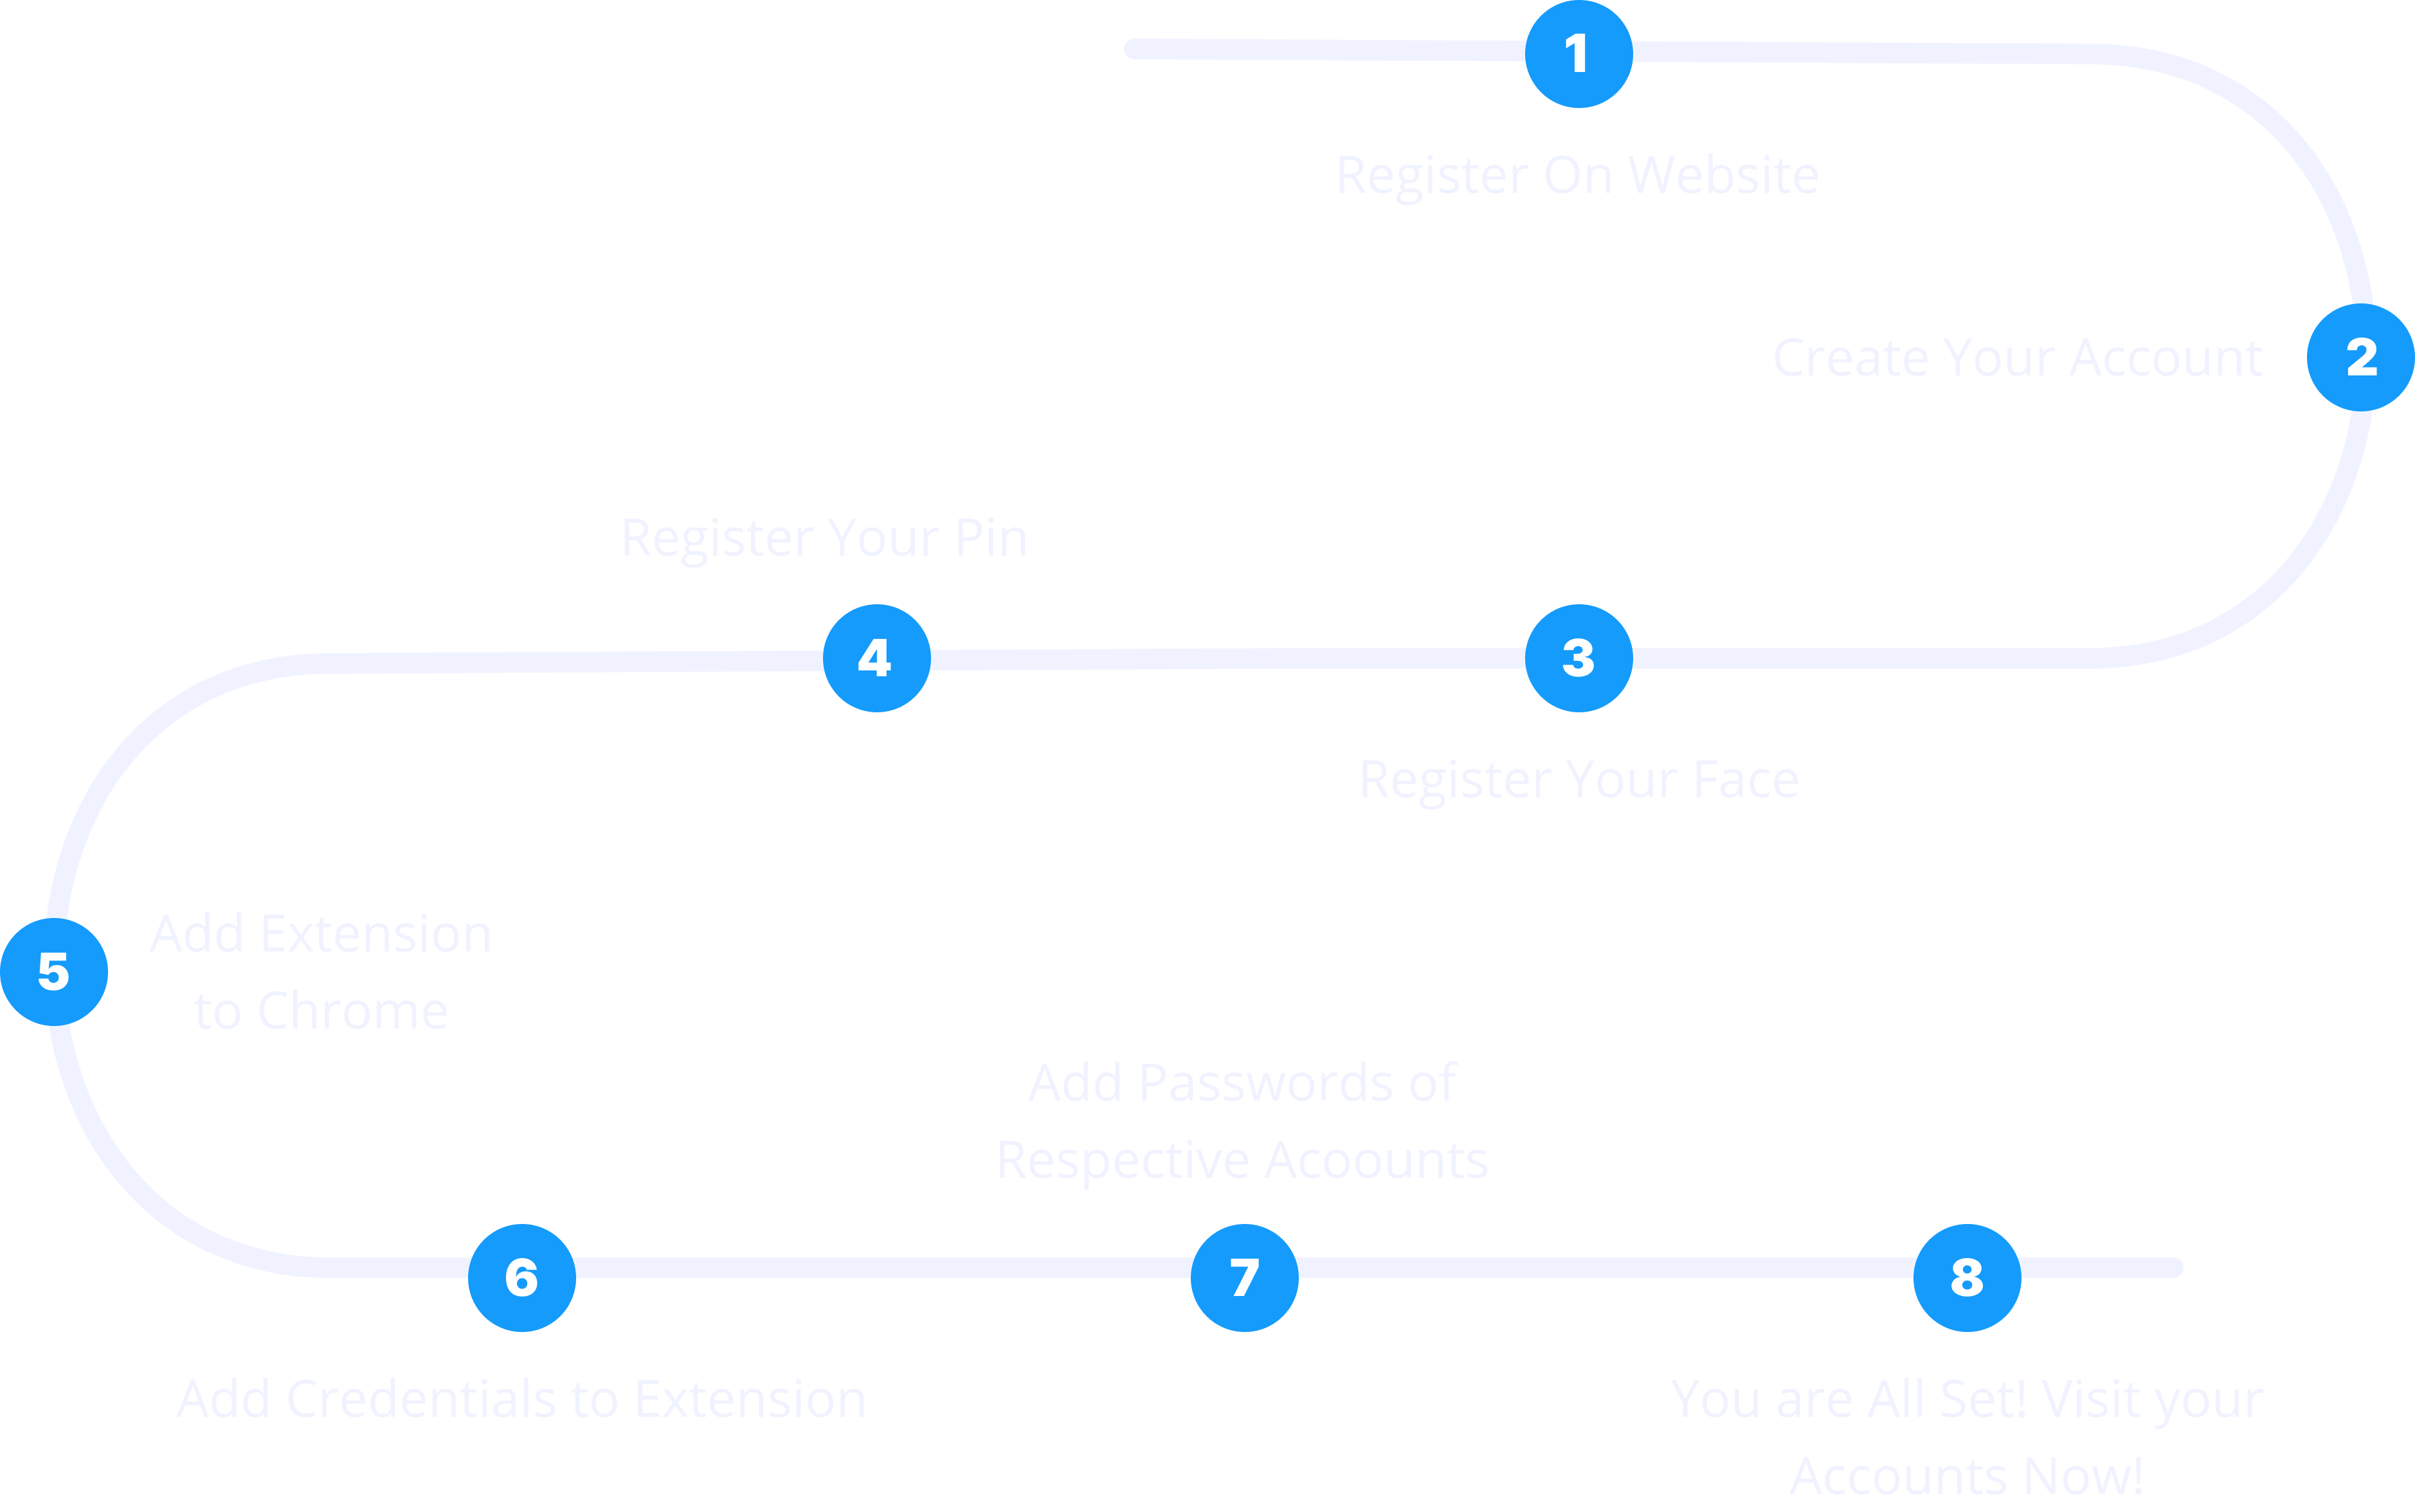 1
Register On Website
Create Your Account
2
Register Your Pin
4
3
Register Your Face
Add Extension
to Chrome
5
Add Passwords of
Respective Acoounts
6
7
8
Add Credentials to Extension
You are All Set! Visit your
Accounts Now!